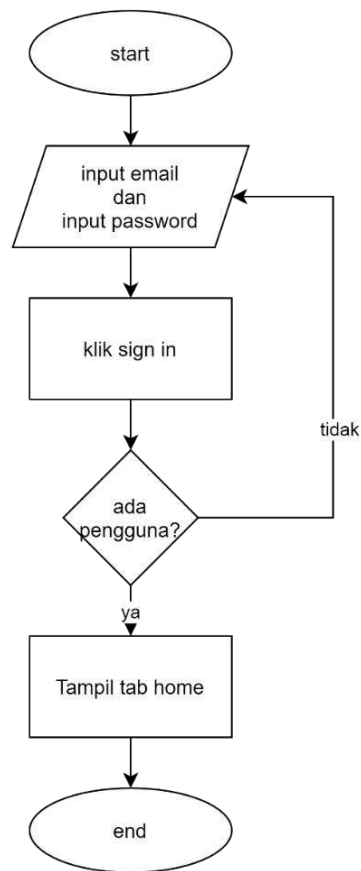 start
input email
dan
input password
klik sign in
tidak
ada
pengguna?
ya
Tampil tab home
end